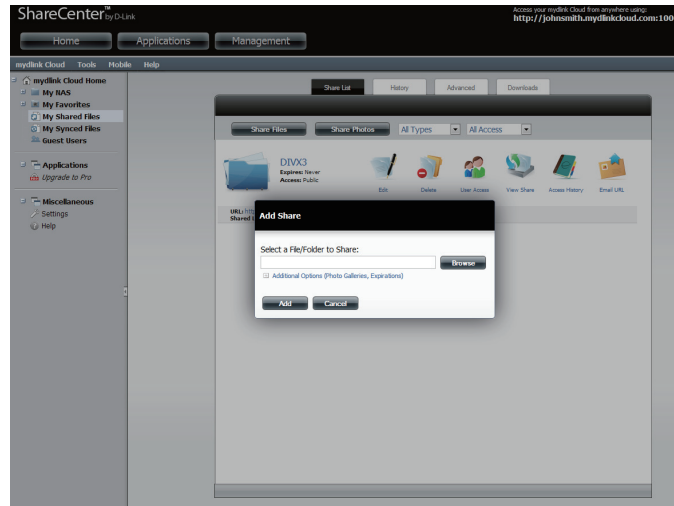 ShareCenter™ by D-Link
Access your mydlink Cloud from anywhere using:
http://johnsmith.mydlinkcloud.com:100
Home Applications Management
mydlink Cloud Tools Mobile Help
mydlink Cloud Home
My NAS
My Favorites
My Shared Files
My Synced Files
Guest Users
Applications
Upgrade to Pro
Miscellaneous
Settings
Help
Share List History Advanced Downloads
Share Files Share Photos All Types All Access
DIVX3
Expires: Never
Access: Public
Edit Delete User Access View Share Access History Email URL
URL: http
Shared
Add Share
Select a File/Folder to Share:
Browse
Additional Options (Photo Galleries, Expirations)
Add Cancel